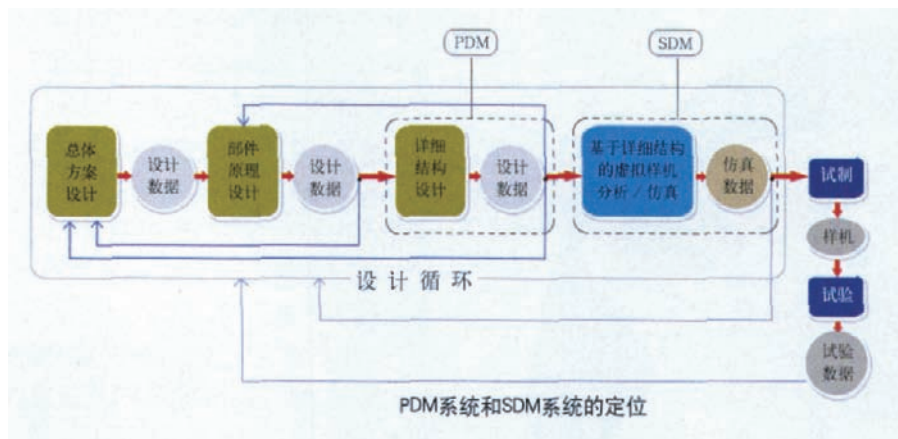 PDM
SDM
总体
方案
设计
设计
数据
部件
原理
设计
设计
数据
详细
结构
设计
设计
数据
基于详细结构
的虚拟样机
分析／仿真
仿真
数据
试制
样机
试验
试验
数据
设计循环
PDM系统和SDM系统的定位